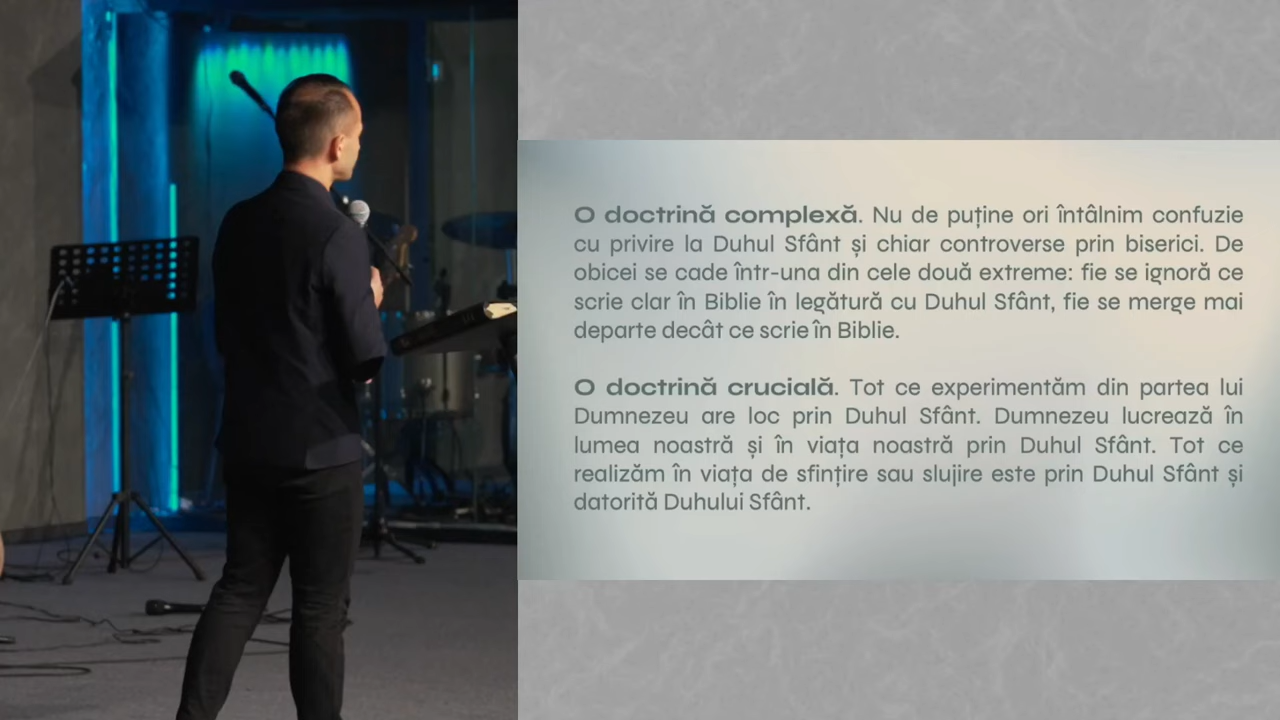 O doctrină complexă. Nu de puține ori întâlnim confuzie
cu privire la Duhul Sfânt și chiar controverse prin biserici. De
obicei se cade într-una din cele două extreme: fie se ignoră ce
scrie clar în Biblie în legătură cu Duhul Sfânt, fie se merge mai
departe decât ce scrie în Biblie.
O doctrină crucială. Tot ce experimentăm din partea lui
Dumnezeu are loc prin Duhul Sfânt. Dumnezeu lucrează în
lumea noastră și în viața noastră prin Duhul Sfânt. Tot ce
realizăm în viața de sfințire sau slujire este prin Duhul Sfânt și
datorită Duhului Sfânt.